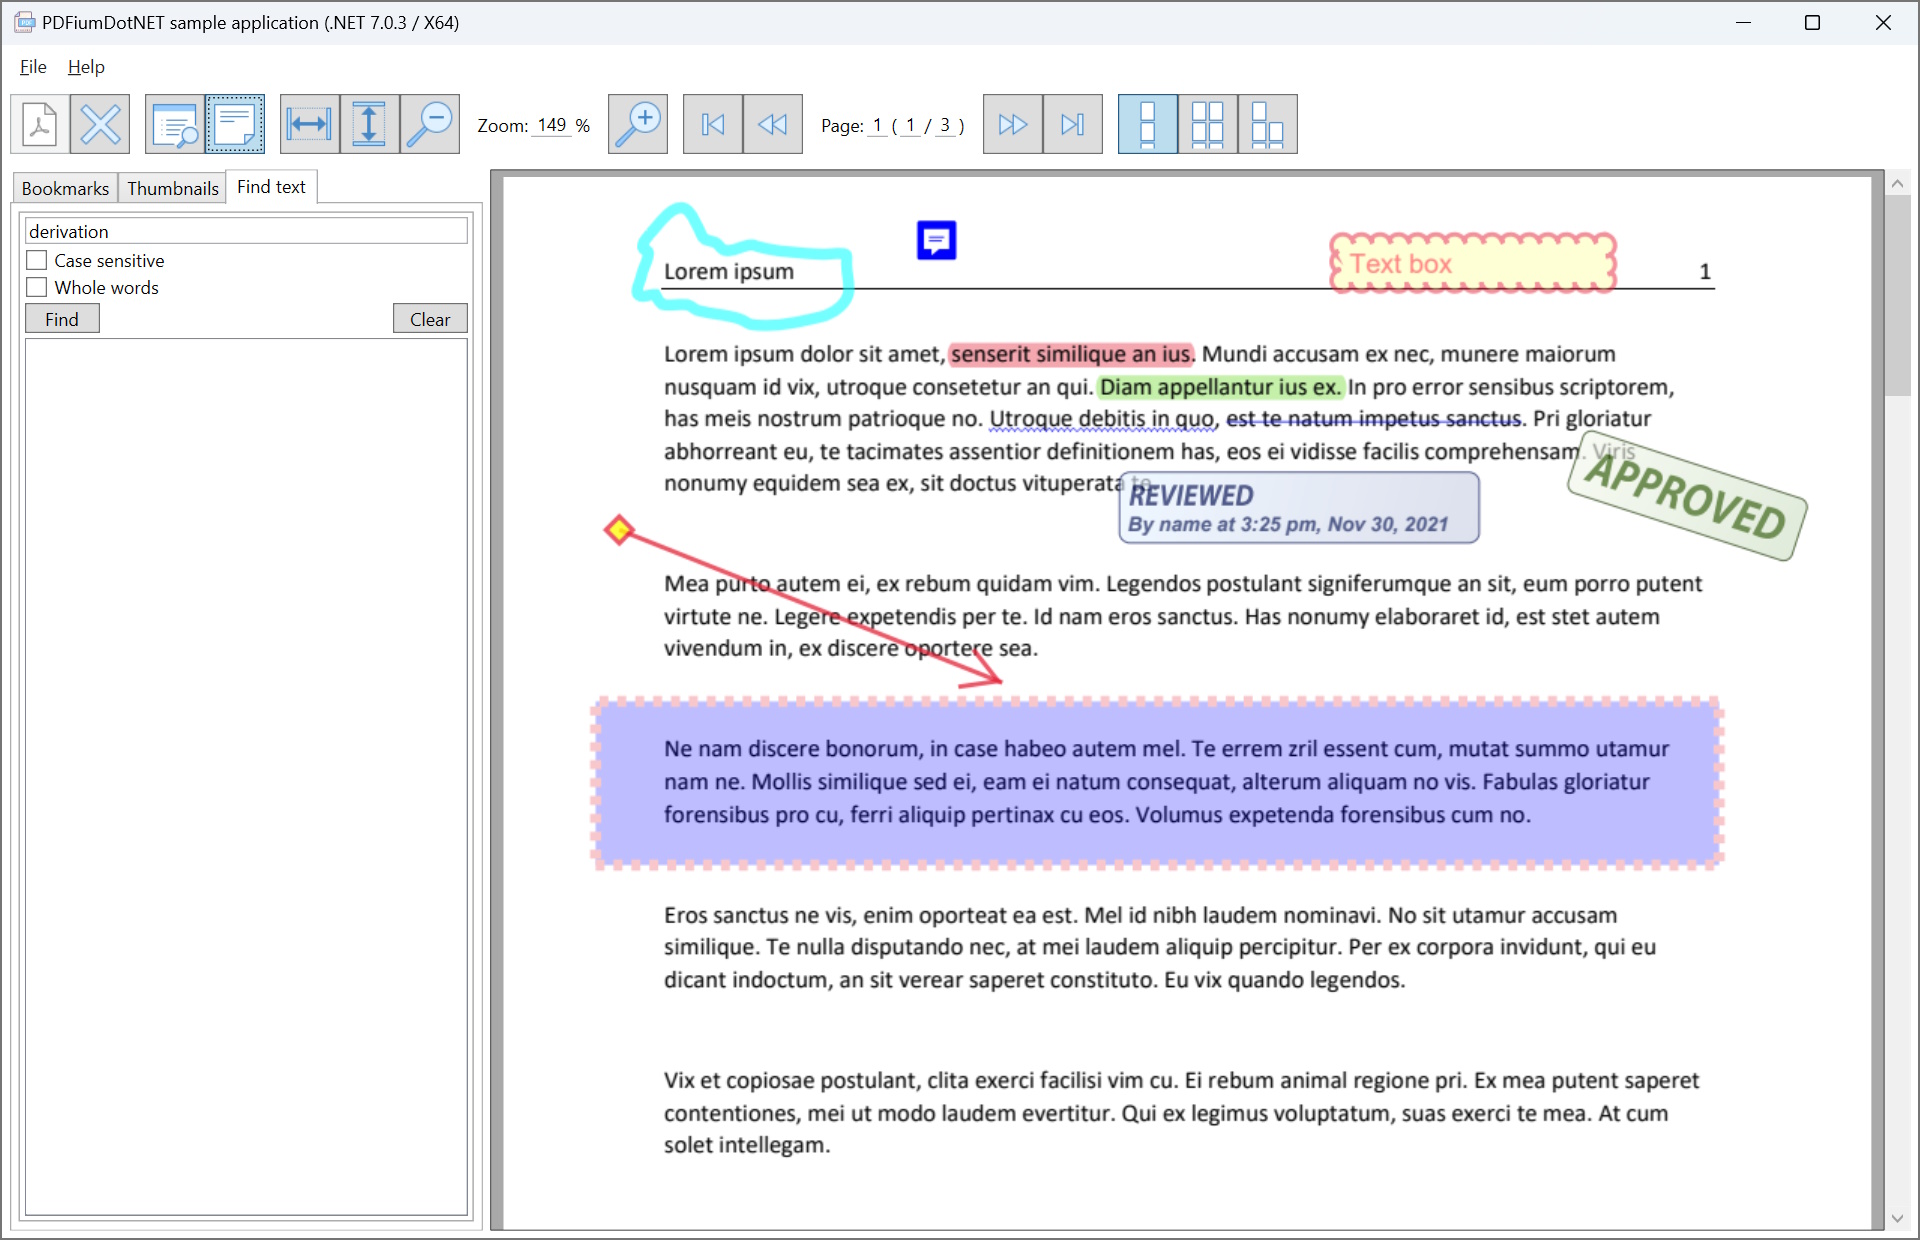 PDFiumDotNET sample application (.NET 7.0.3 / X64)
File Help
Zoom: 149 % Page: 1 ( 1 / 3 )
Bookmarks Thumbnails Find text
derivation
Case sensitive
Whole words
Find Clear
Lorem ipsum
Text box
1
Lorem ipsum dolor sit amet, senserit similique an ius. Mundi accusam ex nec, munere maiorum
nusquam id vix, utroque consetetur an qui. Diam appellantur ius ex. In pro error sensibus scriptorem,
has meis nostrum patrioque no. Utroque debitis in quo, est te natum impetus sanctus. Pri gloriatur
abhorreant eu, te tacimates assentior definitionem has, eos ei vidisse facilis comprehensam. Viris
nonumy equidem sea ex, sit doctus vituperata te.
APPROVED
REVIEWED
By name at 3:25 pm, Nov 30, 2021
Mea purto autem ei, ex rebum quidam vim. Legendos postulant signiferumque an sit, eum porro putent
virtute ne. Legere expetendis per te. Id nam eros sanctus. Has nonumy elaboraret id, est stet autem
vivendum in, ex discere oportere sea.
Ne nam discere bonorum, in case habeo autem mel. Te errem zril essent cum, mutat summo utamur
nam ne. Mollis similique sed ei, eam ei natum consequat, alterum aliquam no vis. Fabulas gloriatur
forensibus pro cu, ferri aliquip pertinax cu eos. Volumus expetenda forensibus cum no.
Eros sanctus ne vis, enim oporteat ea est. Mel id nibh laudem nominavi. No sit utamur accusam
similique. Te nulla disputando nec, at mei laudem aliquip percipitur. Per ex corpora invidunt, qui eu
dicant indoctum, an sit verear saperet constituto. Eu vix quando legendos.
Vix et copiosae postulant, clita exerci facilisi vim cu. Ei rebum animal regione pri. Ex mea putent saperet
contentiones, mei ut modo laudem evertitur. Qui ex legimus voluptatum, suas exerci te mea. At cum
solet intellegam.